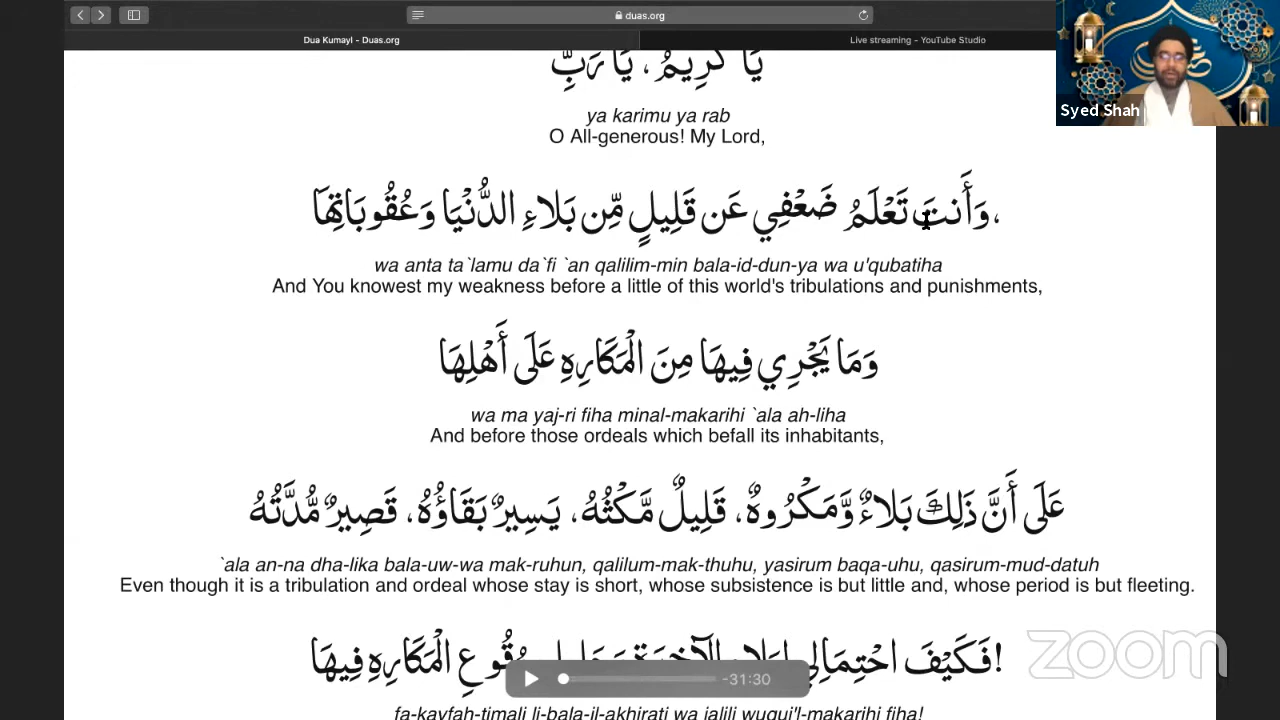 duas.org
Dua Kumayl - Duas.org
Live streaming - YouTube Studio
Syed Shah
يَا كَرِيمُ، يَا رَبِّ
ya karimu ya rab
O All-generous! My Lord,
وَأَنتَ تَعْلَمُ ضَعْفِي عَن قَلِيلٍ مِّن بَلاءِ الدُّنْيَا وَعُقُوبَاتِهَا،
wa anta ta`lamu da`fi `an qalilim-min bala-id-dun-ya wa u'qubatiha
And You knowest my weakness before a little of this world's tribulations and punishments,
وَمَا يَجْرِي فِيهَا مِنَ الْمَكَارِهِ عَلَى أَهْلِهَا
wa ma yaj-ri fiha minal-makarihi `ala ah-liha
And before those ordeals which befall its inhabitants,
عَلَى أَنَّ ذَلِكَ بَلاءٌ وَّمَكْرُوهٌ، قَلِيلٌ مَّكْثُهُ، يَسِيرٌ بَقَاؤُهُ، قَصِيرٌ مُّدَّتُهُ
`ala an-na dha-lika bala-uw-wa mak-ruhun, qalilum-mak-thuhu, yasirum baqa-uhu, qasirum-mud-datuh
Even though it is a tribulation and ordeal whose stay is short, whose subsistence is but little and, whose period is but fleeting.
فَكَيْفَ احْتِمَالِي لِبَلاءِ الآخِرَةِ وَجَلِيلِ وُقُوعِ الْمَكَارِهِ فِيهَا!
-31:30
zoom
fa-kayfah-timali li-bala-il-akhirati wa jalili wuqui'l-makarihi fiha!